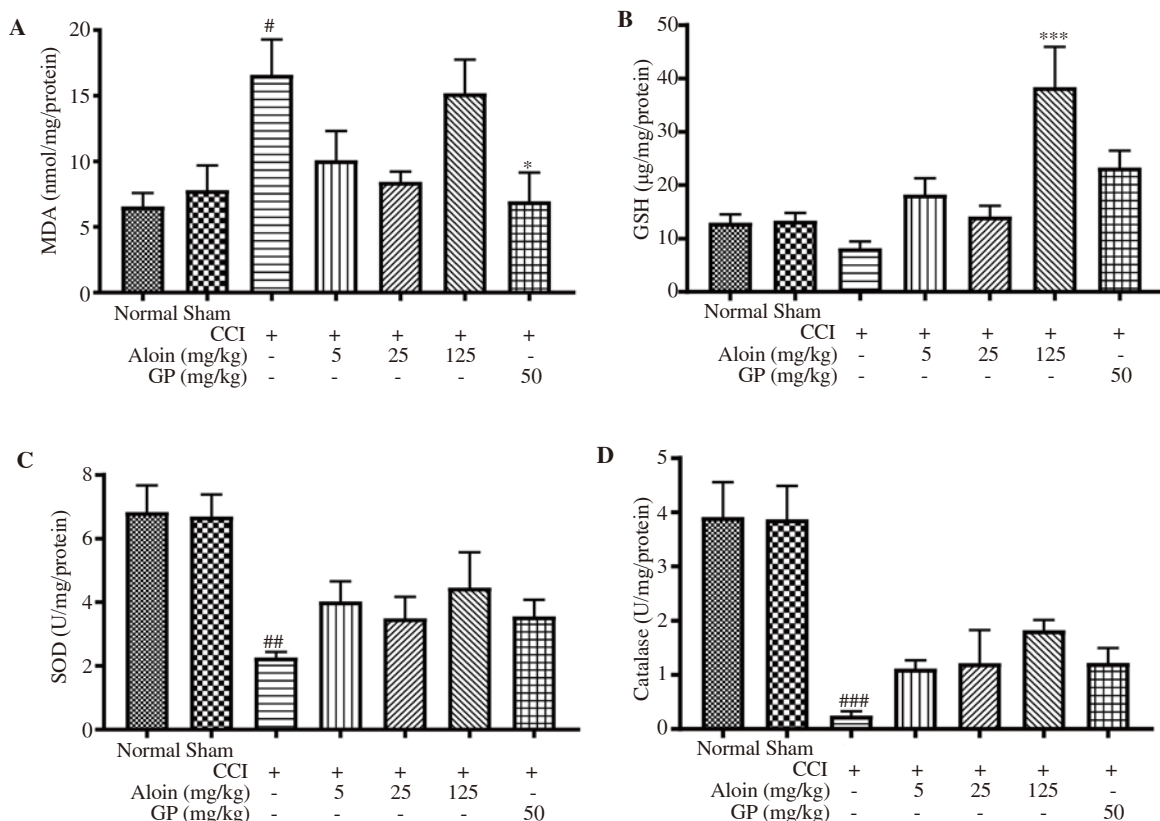 A
MDA (nmol/mg/protein)
20
15
10
5
0
#
*
Normal Sham
CCI + + + + +
Aloin (mg/kg) - 5 25 125 -
GP (mg/kg) - - - - 50
B
GSH (µg/mg/protein)
50
40
30
20
10
0
***
Normal Sham
CCI + + + + +
Aloin (mg/kg) - 5 25 125 -
GP (mg/kg) - - - - 50
C
SOD (U/mg/protein)
8
6
4
2
0
##
Normal Sham
CCI + + + + +
Aloin (mg/kg) - 5 25 125 -
GP (mg/kg) - - - - 50
D
Catalase (U/mg/protein)
5
4
3
2
1
0
###
Normal Sham
CCI + + + + +
Aloin (mg/kg) - 5 25 125 -
GP (mg/kg) - - - - 50